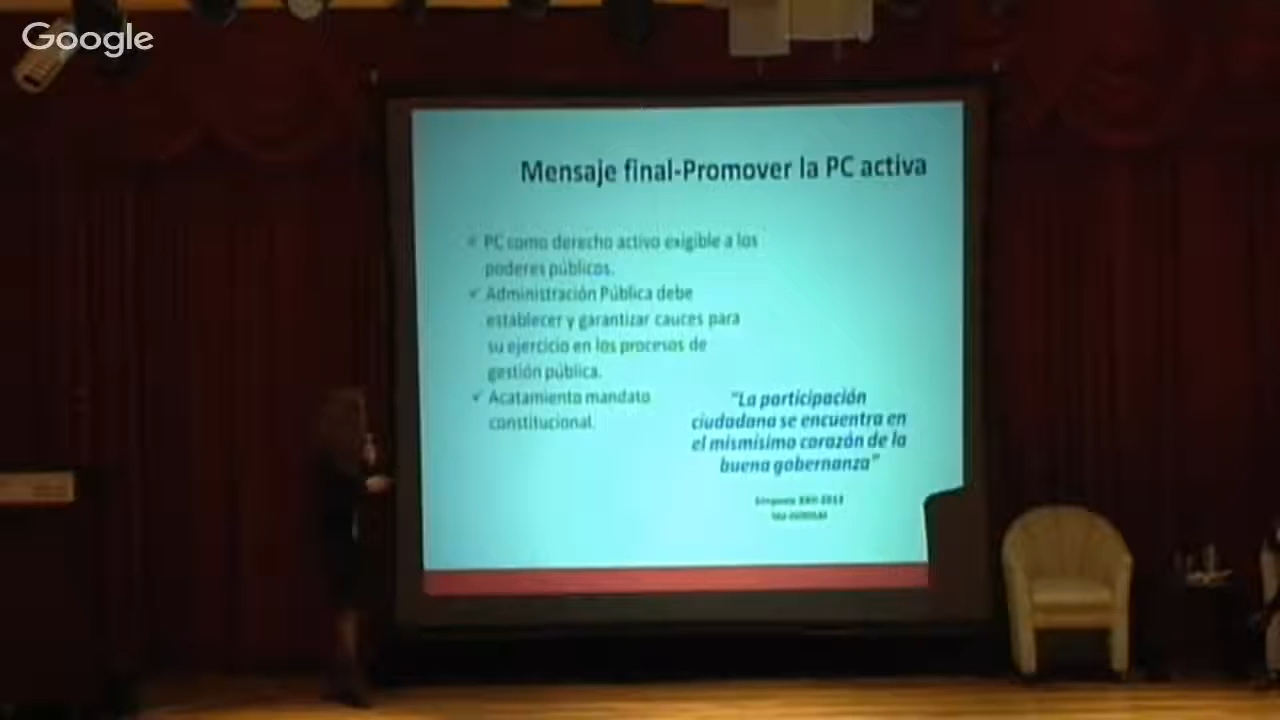 Google
Mensaje final-Promover la PC activa
PC como derecho activo exigible a los
poderes públicos.
✓ Administración Pública debe
establecer y garantizar cauces para
su ejercicio en los procesos de
gestión pública.
✓ Acatamiento mandato
constitucional.
"La participación
ciudadana se encuentra en
el mismísimo corazón de la
buena gobernanza"
2013